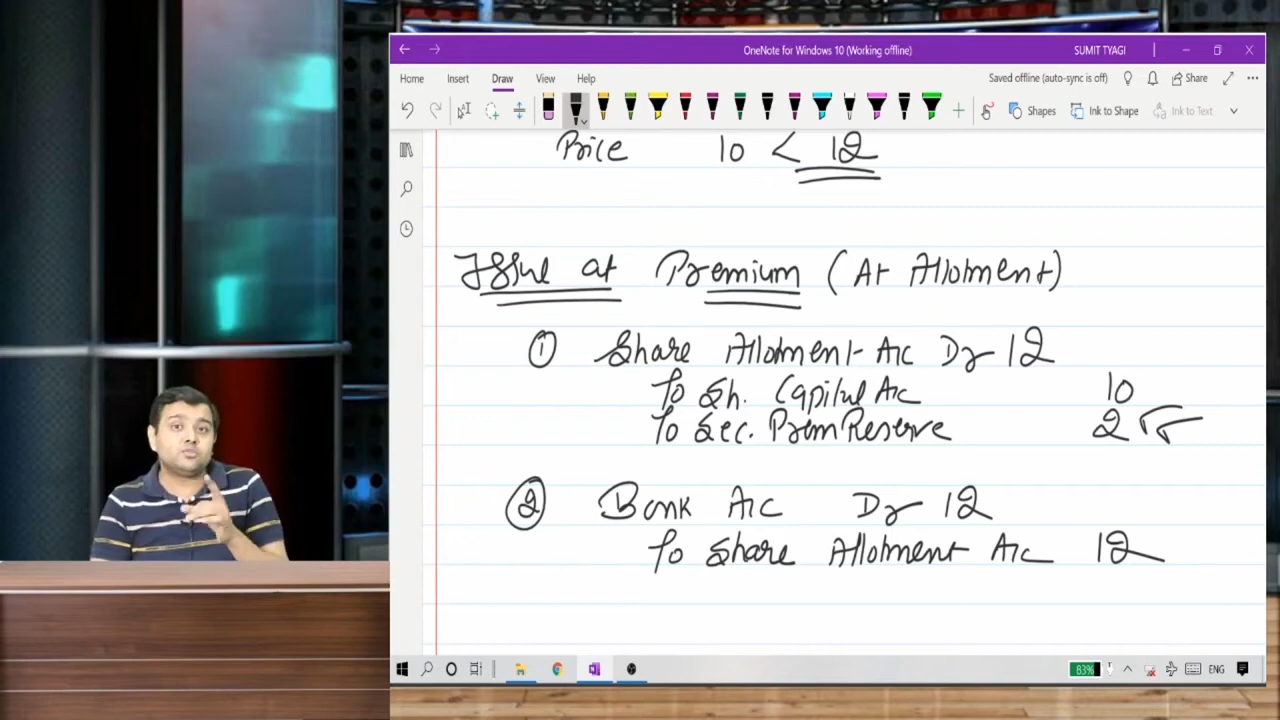 OneNote for Windows 10 (Working offline)
SUMIT TYAGI
Home Insert Draw View Help
Saved offline (auto-sync is off)
Share
Shapes
Ink to Shape
Ink to Text
Price 10 < 12
Issue at Premium (At Allotment)
① Share Allotment A/c Dr 12
To Sh. Capital A/c 10
To Sec. Prem Reserve 2
② Bank A/c Dr 12
To Share Allotment A/c 12
83%
ENG